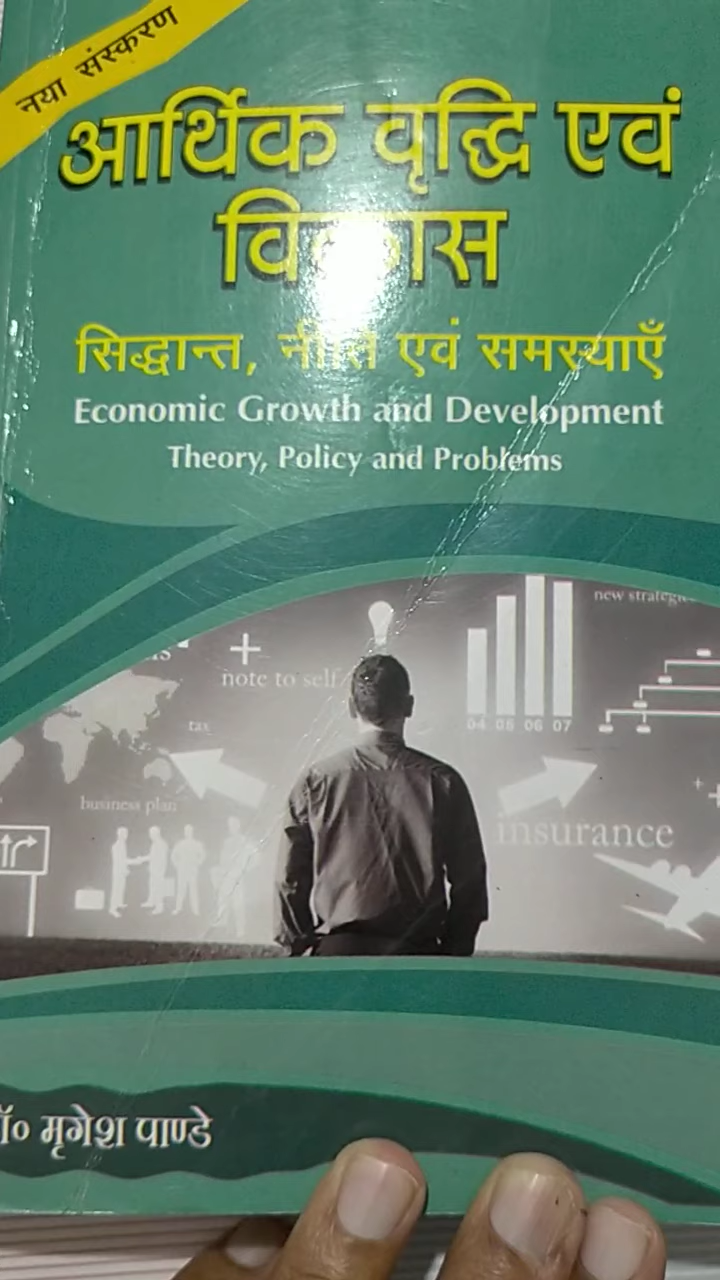 नया संस्करण
आर्थिक वृद्धि एवं
विकास
सिद्धान्त, नीति एवं समस्याएँ
Economic Growth and Development
Theory, Policy and Problems
note to self
tax
business plan
04 05 06 07
new
insurance
मृगेश पाण्डे